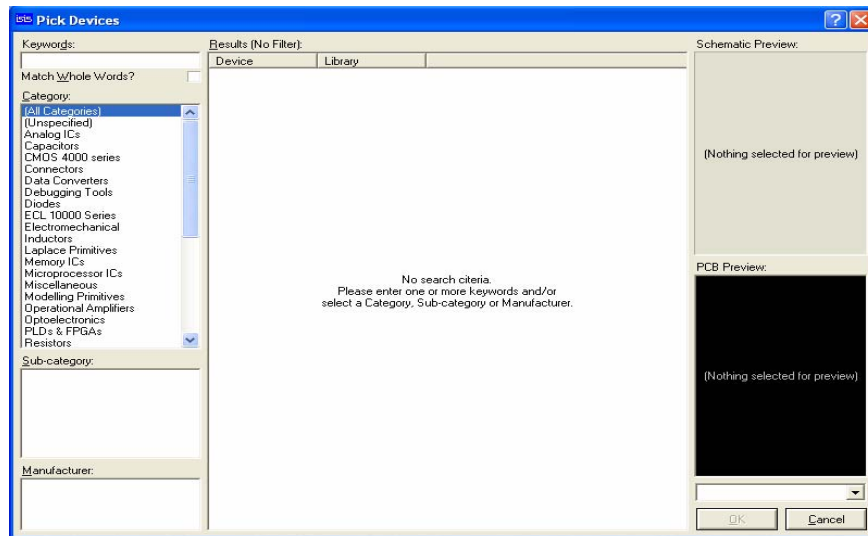 isis Pick Devices
Keywords:
Match Whole Words?
Category:
(All Categories)
(Unspecified)
Analog ICs
Capacitors
CMOS 4000 series
Connectors
Data Converters
Debugging Tools
Diodes
ECL 10000 Series
Electromechanical
Inductors
Laplace Primitives
Memory ICs
Microprocessor ICs
Miscellaneous
Modelling Primitives
Operational Amplifiers
Optoelectronics
PLDs & FPGAs
Resistors
Sub-category:
Manufacturer:
Results (No Filter):
Device Library
No search citeria.
Please enter one or more keywords and/or
select a Category, Sub-category or Manufacturer.
Schematic Preview:
(Nothing selected for preview)
PCB Preview:
(Nothing selected for preview)
OK Cancel